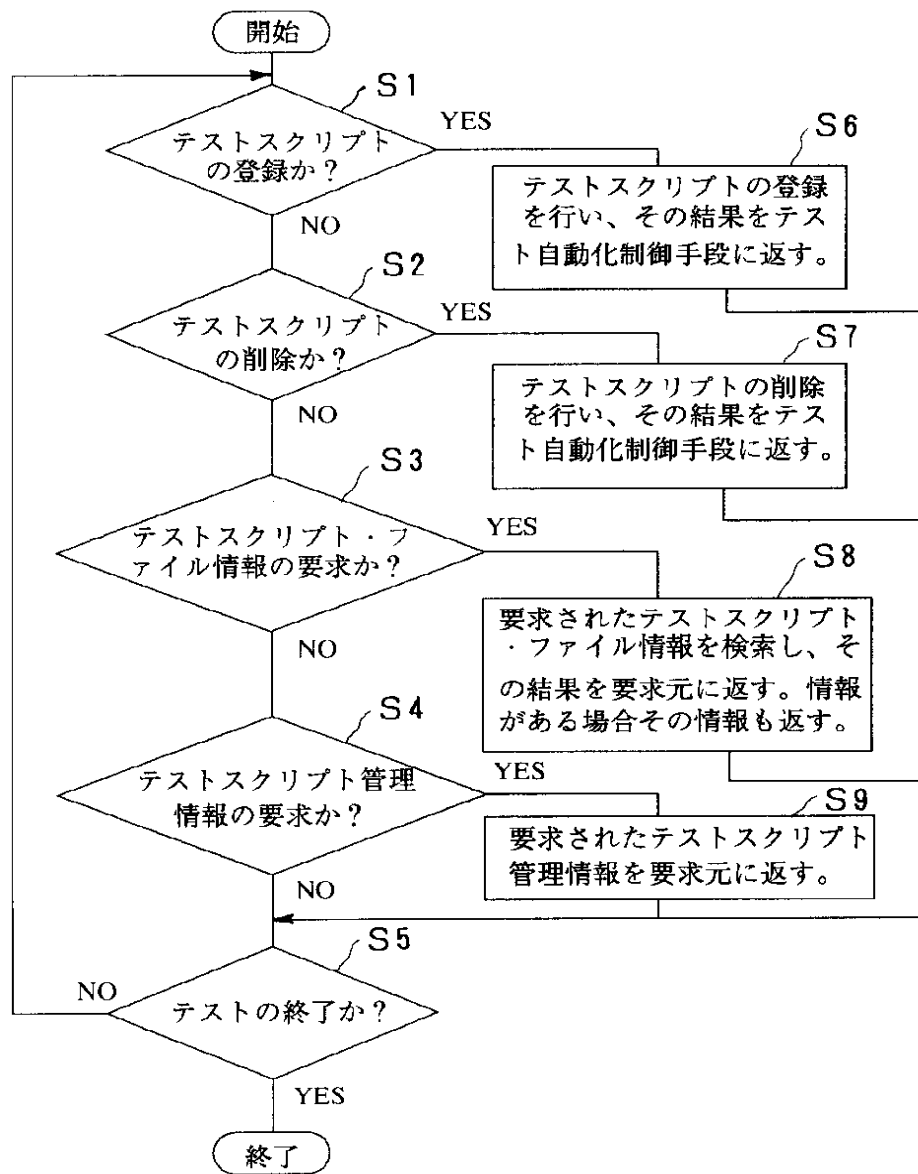 開始
S1
テストスクリプト
の登録か？
YES
NO
S6
テストスクリプトの登録
を行い、その結果をテス
ト自動化制御手段に返す。
S2
テストスクリプト
の削除か？
YES
NO
S7
テストスクリプトの削除
を行い、その結果をテス
ト自動化制御手段に返す。
S3
テストスクリプト・フ
ァイル情報の要求か？
YES
NO
S8
要求されたテストスクリプト
・ファイル情報を検索し、そ
の結果を要求元に返す。情報
がある場合その情報も返す。
S4
テストスクリプト管理
情報の要求か？
YES
NO
S9
要求されたテストスクリプト
管理情報を要求元に返す。
S5
テストの終了か？
NO
YES
終了